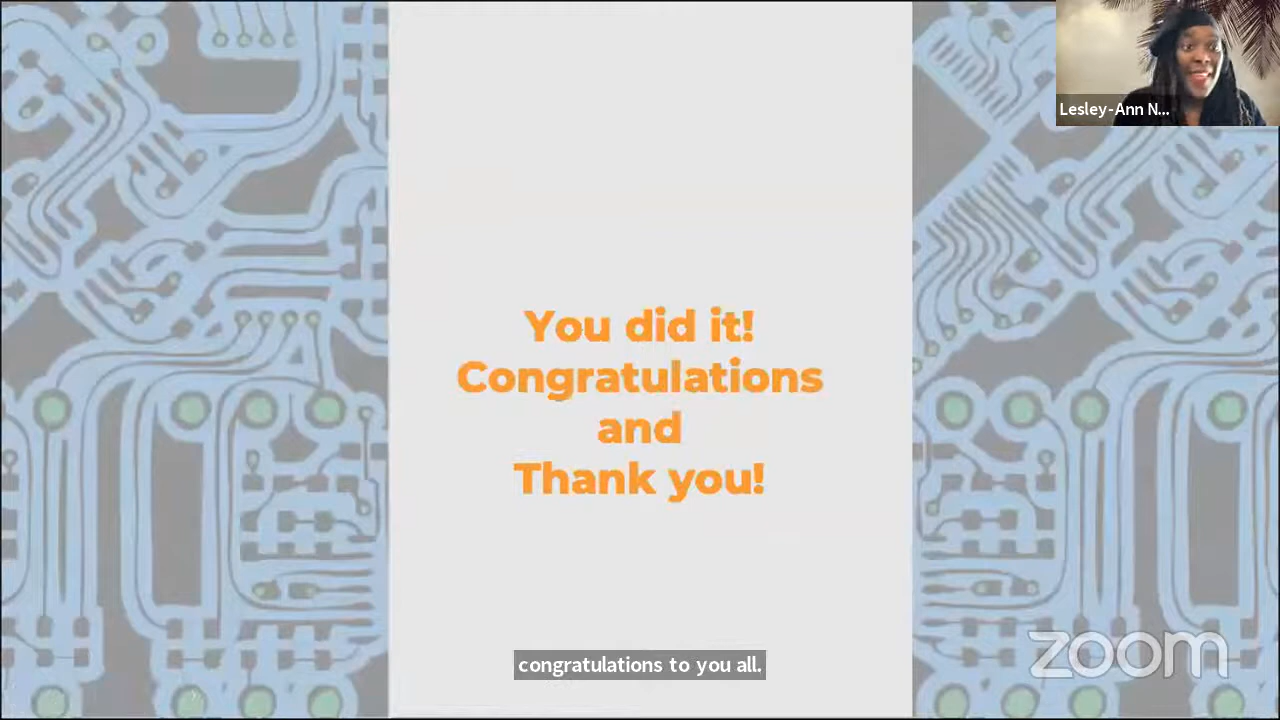 Lesley-Ann N...
You did it!
Congratulations
and
Thank you!
zoom
congratulations to you all.